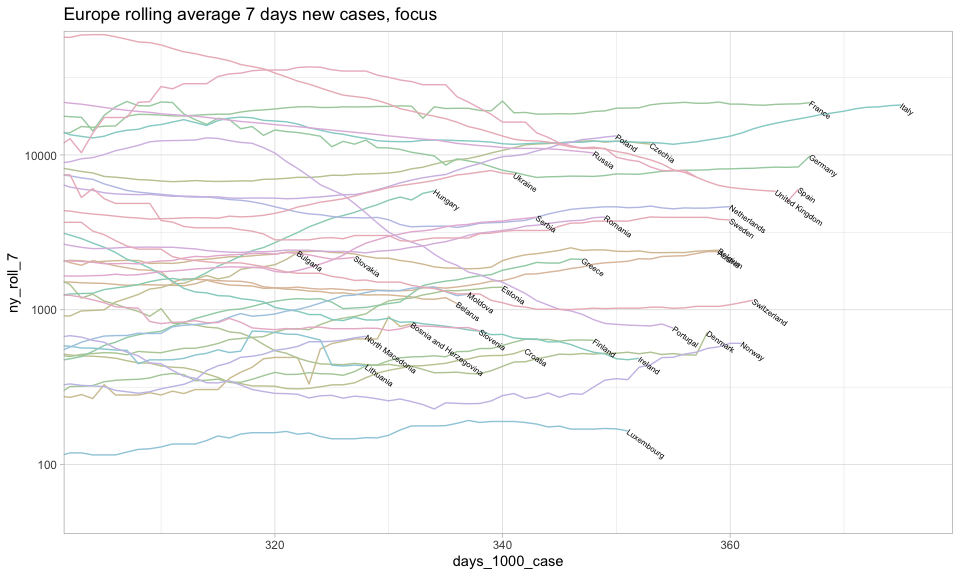 Europe rolling average 7 days new cases, focus
ny_roll_7
10000
1000
100
France
Italy
Poland
Czechia
Russia
Germany
Ukraine
Hungary
Spain
United Kingdom
Netherlands
Sweden
Serbia
Romania
Bulgaria
Slovakia
Greece
Estonia
Moldova
Belarus
Switzerland
Bosnia and Herzegovina
Slovenia
North Macedonia
Lithuania
Croatia
Finland
Ireland
Portugal
Denmark
Norway
Luxembourg
320
340
360
days_1000_case